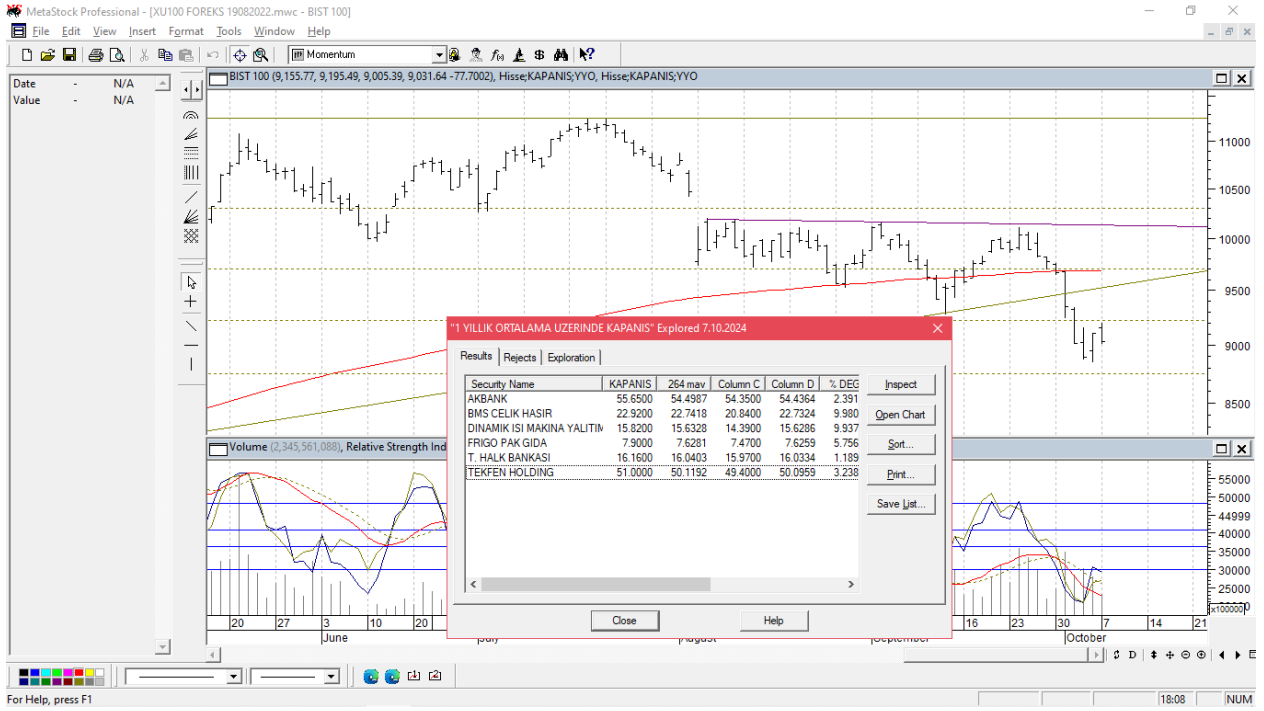 MetaStock Professional - [XU100 FOREKS 19082022.mwc - BIST 100]
File Edit View Insert Format Tools Window Help
Momentum
Date - N/A
Value - N/A
BIST 100 (9,155.77, 9,195.49, 9,005.39, 9,031.64 -77.7002), Hisse;KAPANIS;YYO, Hisse;KAPANIS;YYO
11000
10500
10000
9500
9000
8500
"1 YILLIK ORTALAMA UZERINDE KAPANIS" Explored 7.10.2024
Results Rejects Exploration
Security Name KAPANIS 264 mav Column C Column D % DEG
AKBANK 55.6500 54.4987 54.3500 54.4364 2.391
BMS CELIK HASIR 22.9200 22.7418 20.8400 22.7324 9.980
DINAMIK ISI MAKINA YALITIM 15.8200 15.6328 14.3900 15.6286 9.937
FRIGO PAK GIDA 7.9000 7.6281 7.4700 7.6259 5.756
T. HALK BANKASI 16.1600 16.0403 15.9700 16.0334 1.189
TEKFEN HOLDING 51.0000 50.1192 49.4000 50.0959 3.238
Inspect
Open Chart
Sort...
Print...
Save List...
Close Help
Volume (2,345,561,088), Relative Strength Ind
55000
50000
44999
40000
35000
30000
25000
x100000
20 27 3 10 20 16 23 30 7 14 21
June July August September October
For Help, press F1
18:08 NUM